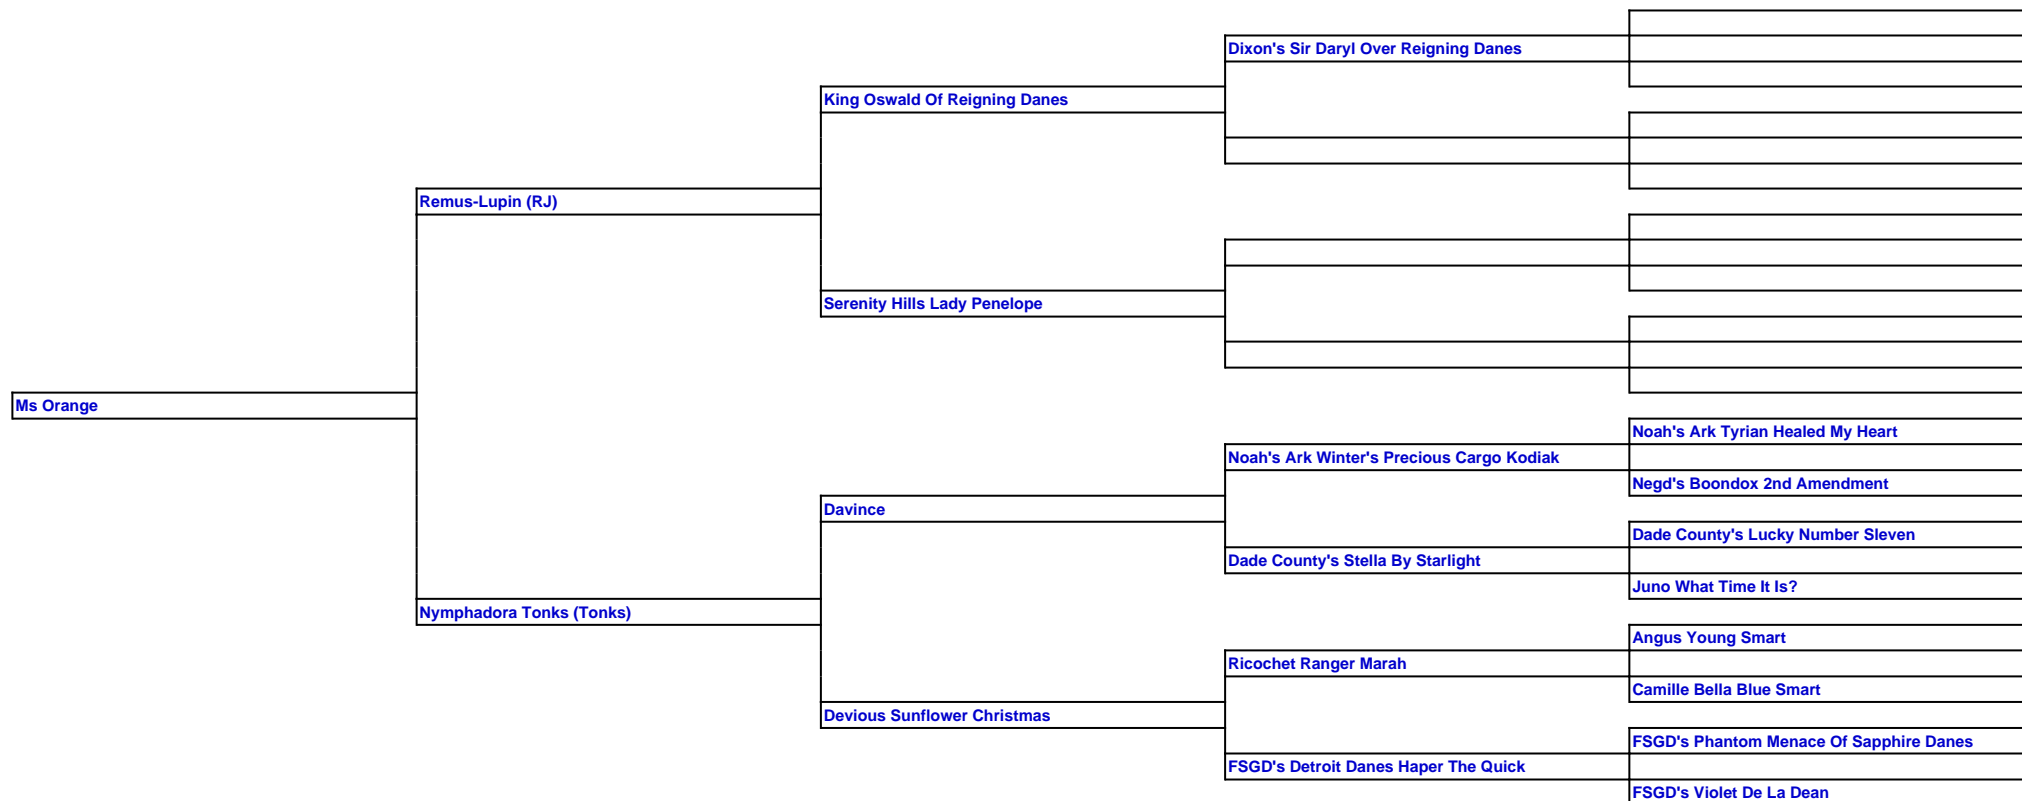 Dixon's Sir Daryl Over Reigning Danes
King Oswald Of Reigning Danes
Remus-Lupin (RJ)
Serenity Hills Lady Penelope
Ms Orange
Noah's Ark Tyrian Healed My Heart
Noah's Ark Winter's Precious Cargo Kodiak
Negd's Boondox 2nd Amendment
Davince
Dade County's Lucky Number Sleven
Dade County's Stella By Starlight
Juno What Time It Is?
Nymphadora Tonks (Tonks)
Angus Young Smart
Ricochet Ranger Marah
Camille Bella Blue Smart
Devious Sunflower Christmas
FSGD's Phantom Menace Of Sapphire Danes
FSGD's Detroit Danes Haper The Quick
FSGD's Violet De La Dean